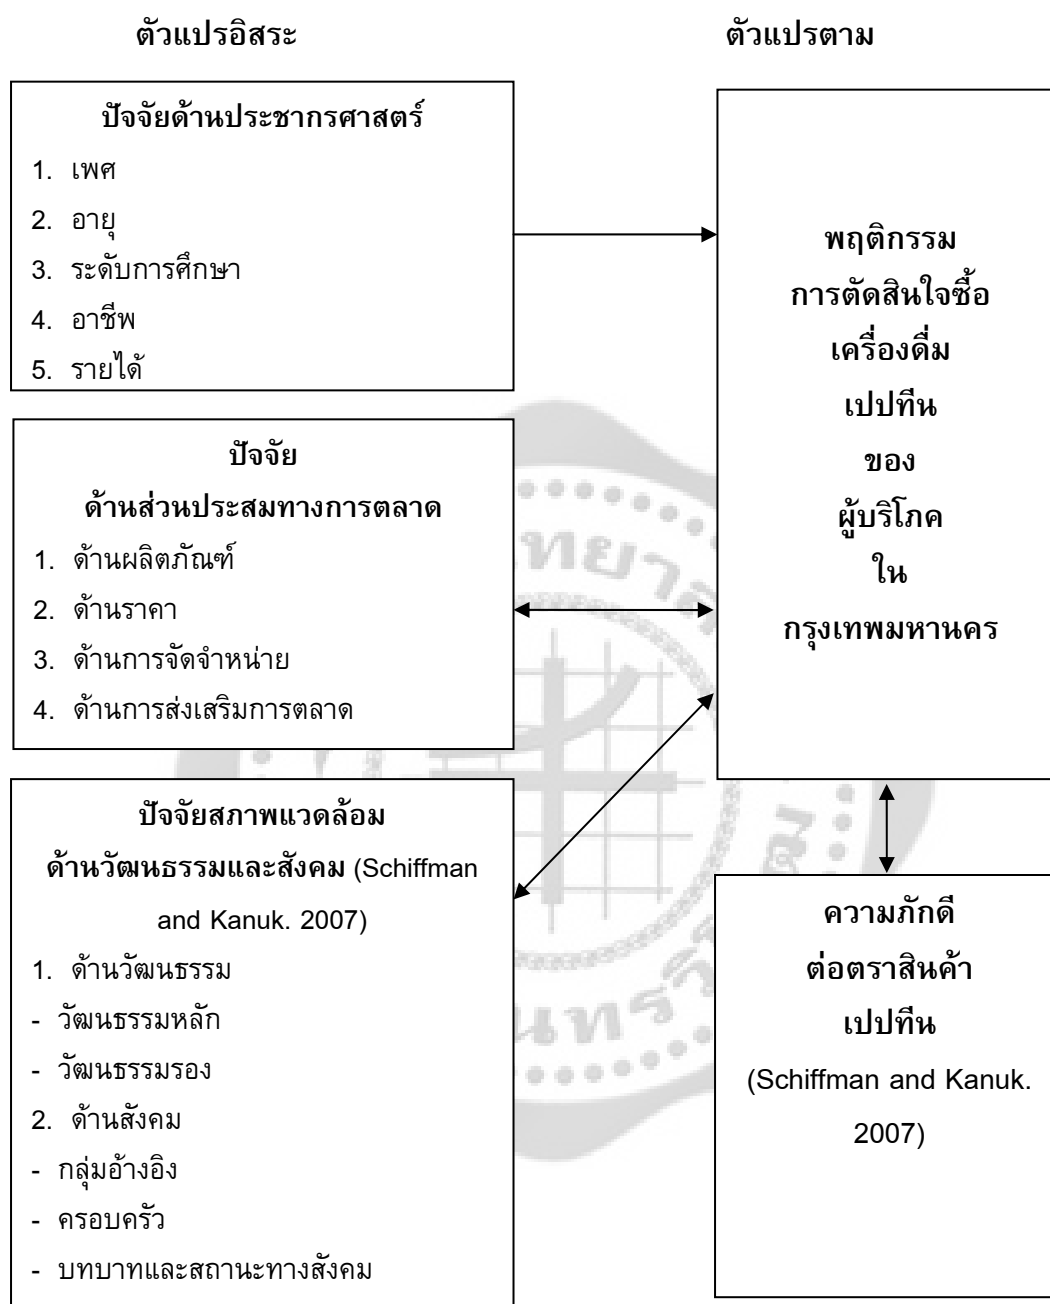 ตัวแปรอิสระ
ตัวแปรตาม
ปัจจัยด้านประชากรศาสตร์
1. เพศ
2. อายุ
3. ระดับการศึกษา
4. อาชีพ
5. รายได้
ปัจจัย
ด้านส่วนประสมทางการตลาด
1. ด้านผลิตภัณฑ์
2. ด้านราคา
3. ด้านการจัดจำหน่าย
4. ด้านการส่งเสริมการตลาด
ปัจจัยสภาพแวดล้อม
ด้านวัฒนธรรมและสังคม (Schiffman
and Kanuk. 2007)
1. ด้านวัฒนธรรม
- วัฒนธรรมหลัก
- วัฒนธรรมรอง
2. ด้านสังคม
- กลุ่มอ้างอิง
- ครอบครัว
- บทบาทและสถานะทางสังคม
พฤติกรรม
การตัดสินใจซื้อ
เครื่องดื่ม
เปปทีน
ของ
ผู้บริโภค
ใน
กรุงเทพมหานคร
ความภักดี
ต่อตราสินค้า
เปปทีน
(Schiffman and Kanuk.
2007)